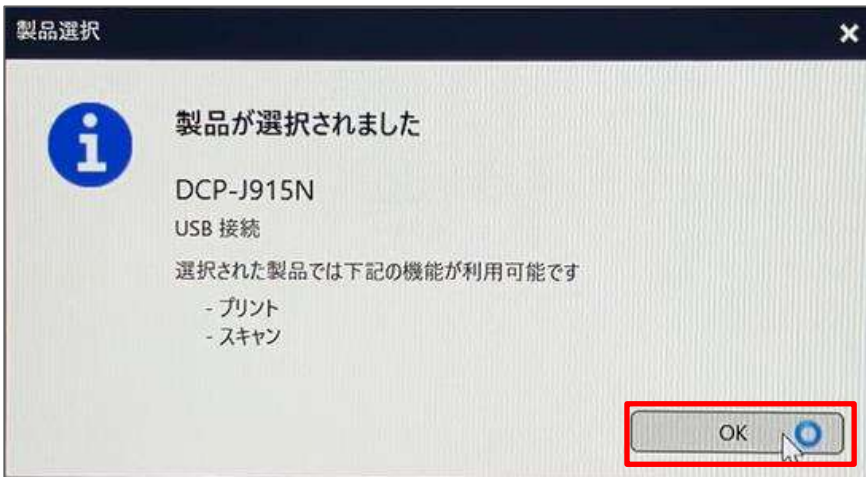 製品選択
製品が選択されました
DCP-J915N
USB 接続
選択された製品では下記の機能が利用可能です
- プリント
- スキャン
OK